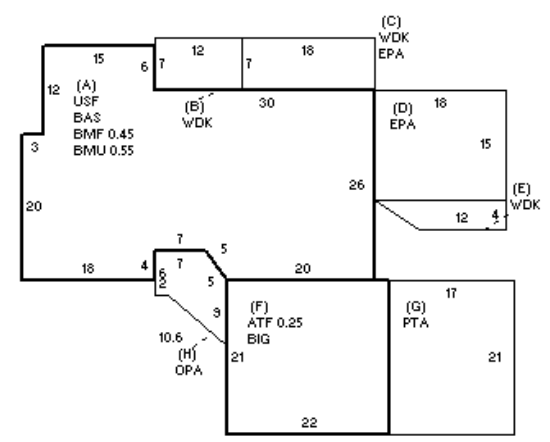 (C)
WDK
EPA
15
6
7
12
7
18
12
(A)
USF
BAS
BMF 0.45
BMU 0.55
(B)
WDK
30
(D)
EPA
18
15
3
20
26
(E)
WDK
12
4
7
5
18
4
6
7
2
5
20
9
(F)
ATF 0.25
BIG
(G)
PTA
17
10.6
(H)
OPA
21
21
22